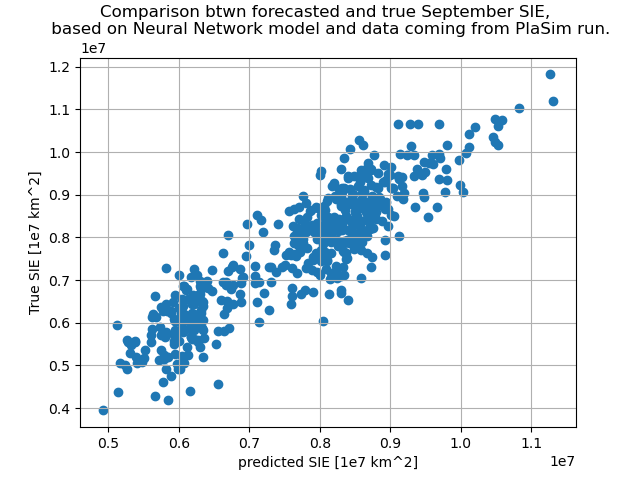 Comparison btwn forecasted and true September SIE,
based on Neural Network model and data coming from PlaSim run.
1e7
1.2
1.1
1.0
0.9
0.8
0.7
0.6
0.5
0.4
True SIE [1e7 km^2]
0.5 0.6 0.7 0.8 0.9 1.0 1.1
predicted SIE [1e7 km^2]
1e7